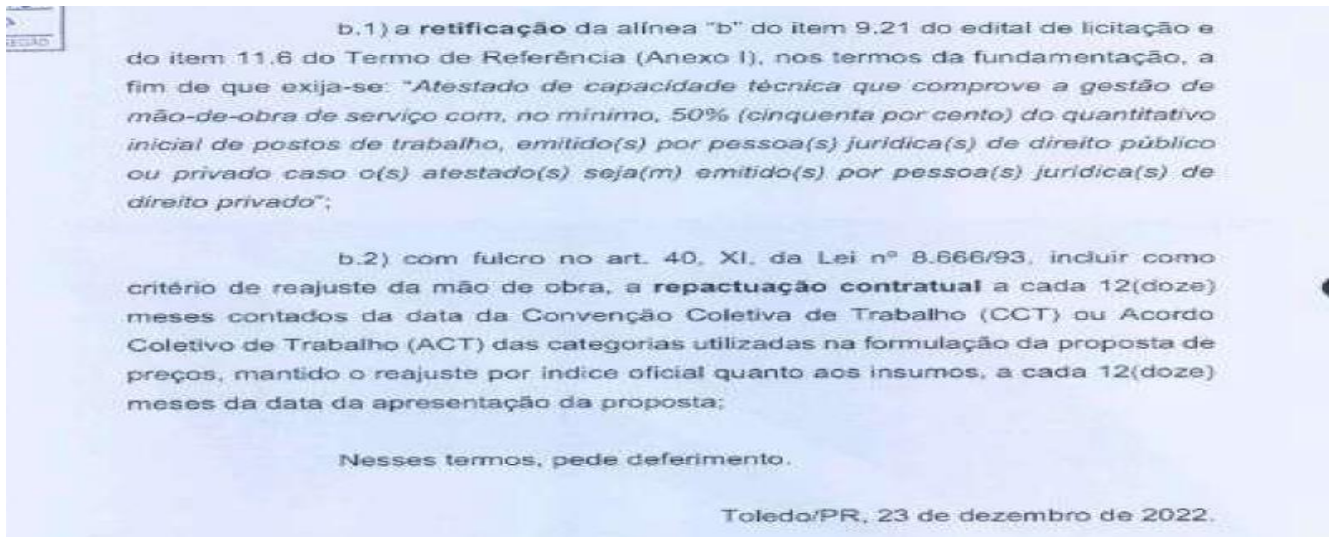 b.1) a retificação da alínea "b" do item 9.21 do edital de licitação e
do item 11.6 do Termo de Referência (Anexo I), nos termos da fundamentação, a
fim de que exija-se: "Atestado de capacidade técnica que comprove a gestão de
mão-de-obra de serviço com, no mínimo, 50% (cinquenta por cento) do quantitativo
inicial de postos de trabalho, emitido(s) por pessoa(s) jurídica(s) de direito público
ou privado caso o(s) atestado(s) seja(m) emitido(s) por pessoa(s) jurídica(s) de
direito privado";
b.2) com fulcro no art. 40, XI, da Lei nº 8.666/93, incluir como
critério de reajuste da mão de obra, a repactuação contratual a cada 12(doze)
meses contados da data da Convenção Coletiva de Trabalho (CCT) ou Acordo
Coletivo de Trabalho (ACT) das categorias utilizadas na formulação da proposta de
preços, mantido o reajuste por índice oficial quanto aos insumos, a cada 12(doze)
meses da data da apresentação da proposta;
Nesses termos, pede deferimento.
Toledo/PR, 23 de dezembro de 2022.